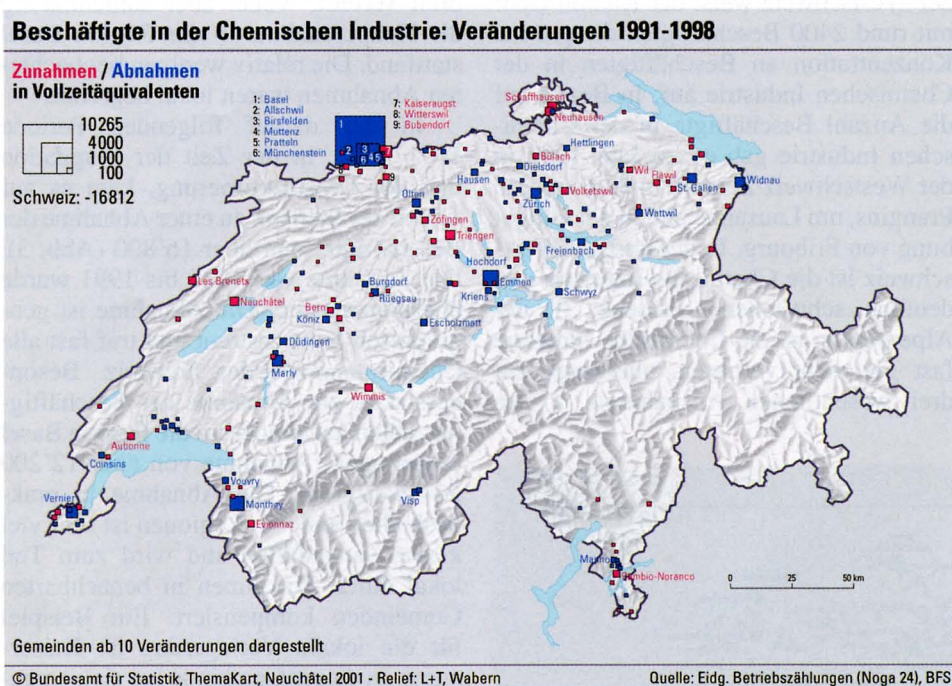 Beschäftigte in der Chemischen Industrie: Veränderungen 1991-1998
Zunahmen / Abnahmen
in Vollzeitäquivalenten
10265
4000
1000
100
Schweiz: -16812
1: Basel
2: Riehen
3: Birsfelden
4: Muttenz
5: Pratteln
6: Münchenstein
7: Kaiseraugst
8: Witterswil
9: Bubendorf
1
2
4
9
Schaffhausen
Neuhausen
Hettlingen
Bülach
Dielsdorf
Hausen
Volketswil
Wil
Flawil
St. Gallen
Widnau
Zürich
Olten
Wattwil
Zofingen
Triengen
Freienbach
Hochdorf
Les Brenets
Emmen
Burgdorf
Kriens
Schwyz
Neuchâtel
Rüegsau
Bern
Köniz
Escholzmatt
Düdingen
Marly
Wimmis
Aubonne
Coinsins
Vouvry
Visp
Vernier
Monthey
Evionnaz
0 25 50 km
Gemeinden ab 10 Veränderungen dargestellt
© Bundesamt für Statistik, ThemaKart, Neuchâtel 2001 - Relief: L+T, Wabern
Quelle: Eidg. Betriebszählungen (Noga 24), BFS